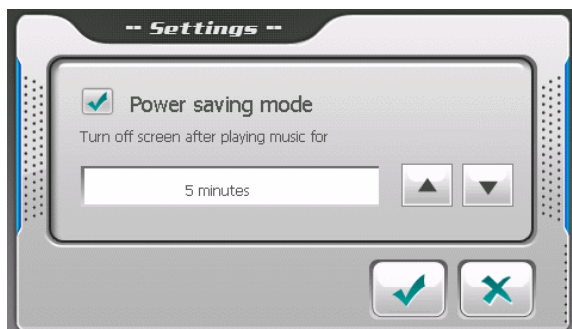 -- Settings --
Power saving mode
Turn off screen after playing music for
5 minutes